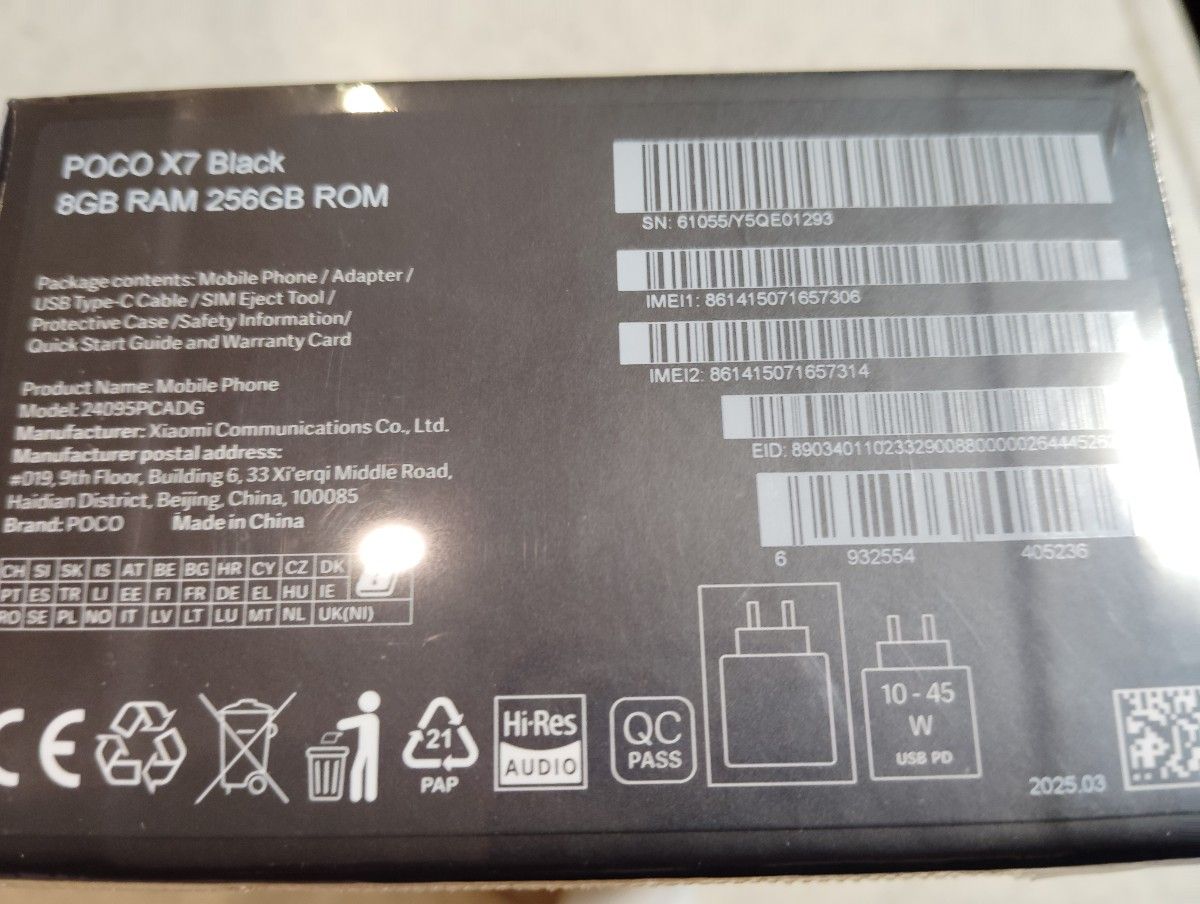 POCO X7 Black
8GB RAM 256GB ROM
Package contents: Mobile Phone / Adapter /
USB Type-C Cable / SIM Eject Tool /
Protective Case /Safety Information/
Quick Start Guide and Warranty Card
Product Name: Mobile Phone
Model: 24095PCADG
Manufacturer: Xiaomi Communications Co., Ltd.
Manufacturer postal address:
#019, 9th Floor, Building 6, 33 Xi'erqi Middle Road,
Haidian District, Beijing, China, 100085
Brand: POCO Made in China
CH SI SK IS AT BE BG HR CY CZ DK
PT ES TR LI EE FI FR DE EL HU IE
RO SE PL NO IT LV LT LU MT NL UK(NI)
SN: 61055/Y5QE01293
IMEI1: 861415071657306
IMEI2: 861415071657314
EID:
6 932554 405236
CE
21
PAP
Hi-Res
AUDIO
QC
PASS
10 - 45
W
USB PD
2025.03